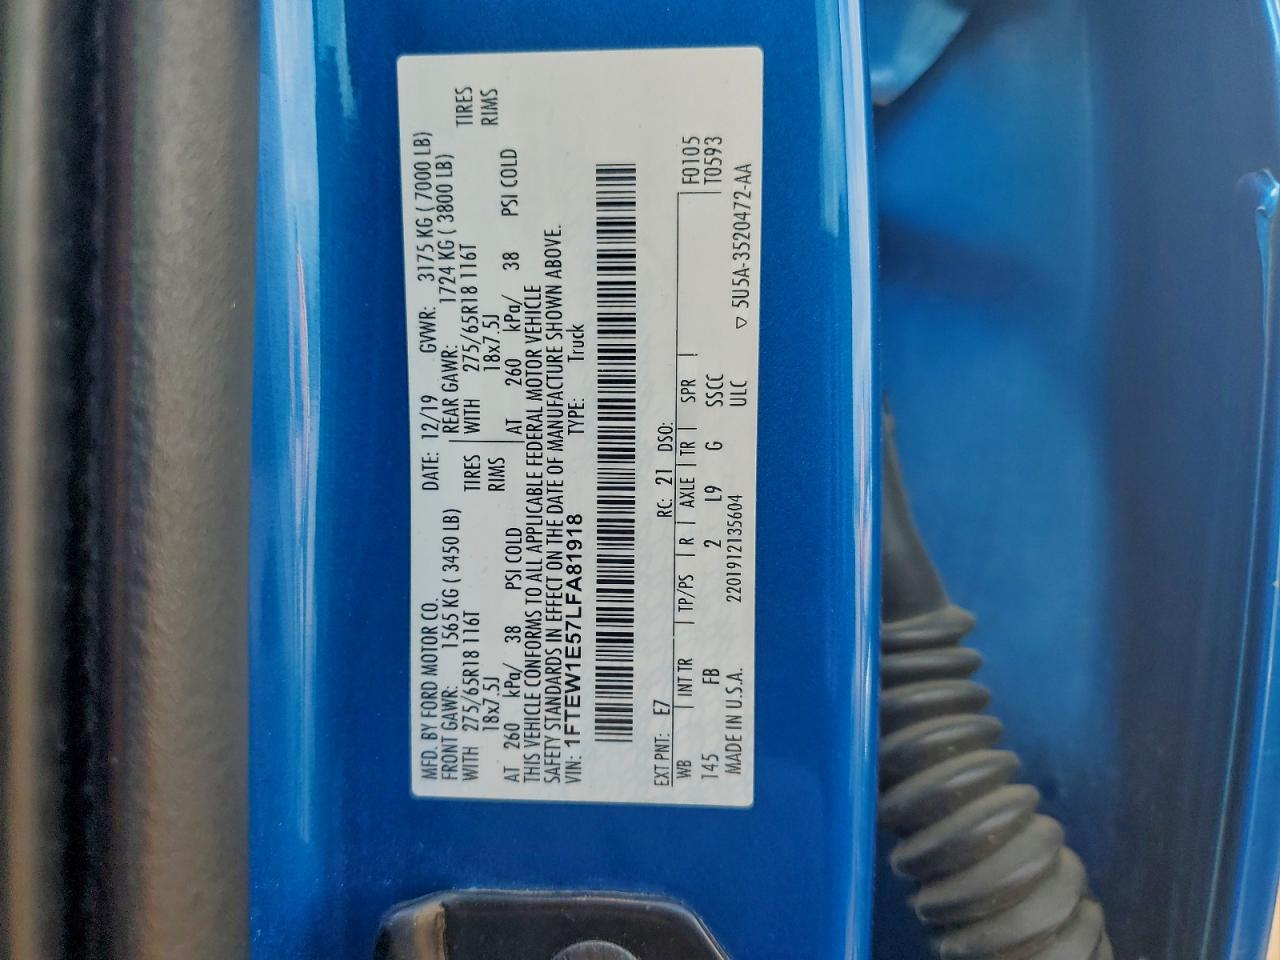 MFD. BY FORD MOTOR CO. DATE: 12/19 GVWR: 3175 KG ( 7000 LB)
FRONT GAWR: 1565 KG ( 3450 LB) REAR GAWR: 1724 KG ( 3800 LB)
WITH 275/65R18 116T TIRES WITH 275/65R18 116T TIRES
18x7.5J RIMS 18x7.5J RIMS
AT 260 kPa/ 38 PSI COLD AT 260 kPa/ 38 PSI COLD
THIS VEHICLE CONFORMS TO ALL APPLICABLE FEDERAL MOTOR VEHICLE
SAFETY STANDARDS IN EFFECT ON THE DATE OF MANUFACTURE SHOWN ABOVE.
VIN: 1FTEW1E57LFA81918 TYPE: Truck
EXT PNT: E7 RC: 21 DSO: F0105
WB INT TR TP/PS R AXLE TR SPR T0593
145 FB 2 L9 G SSCC
MADE IN U.S.A. 2201912135604 ULC ▽ 5U5A-3520472-AA